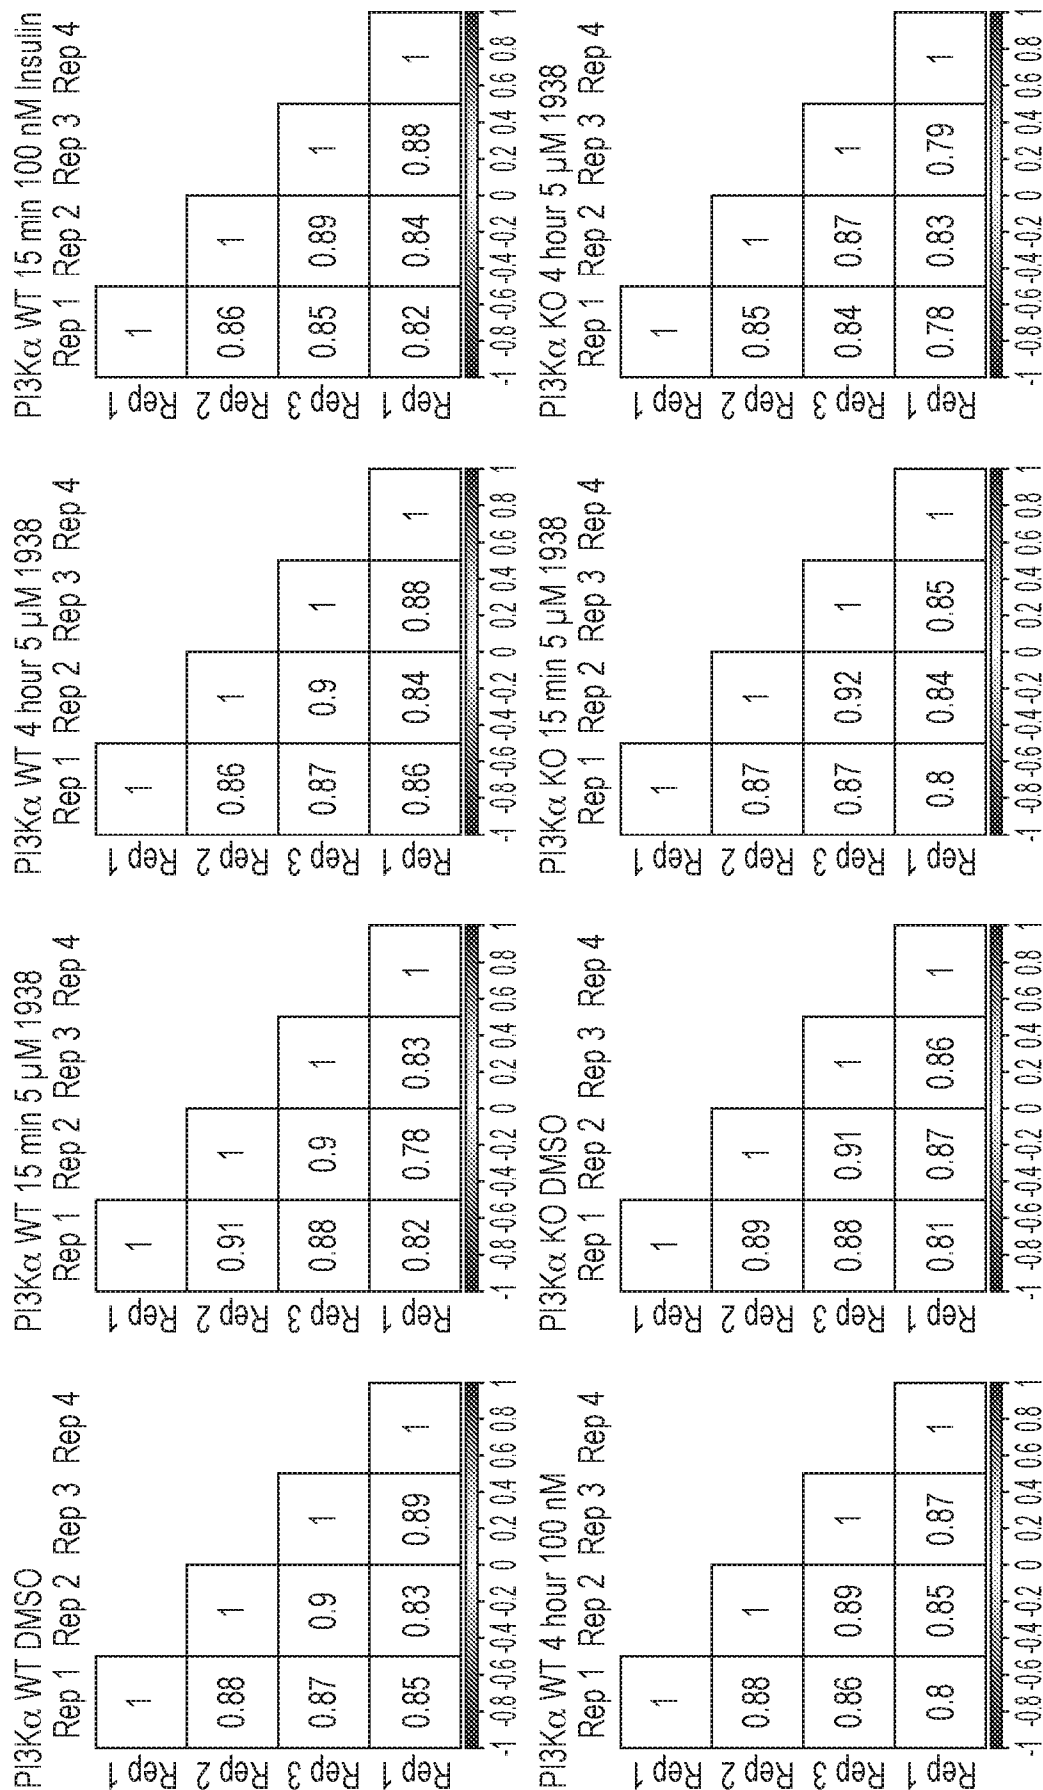 PI3Kα WT DMSO
Rep 1 Rep 2 Rep 3 Rep 4
Rep 1 1
Rep 2 0.88 1
Rep 3 0.87 0.9 1
Rep 1 0.85 0.83 0.89 1
-1 -0.8 -0.6 -0.4 -0.2 0 0.2 0.4 0.6 0.8 1
PI3Kα WT 15 min 5 µM 1938
Rep 1 Rep 2 Rep 3 Rep 4
Rep 1 1
Rep 2 0.91 1
Rep 3 0.88 0.9 1
Rep 1 0.82 0.78 0.83 1
-1 -0.8 -0.6 -0.4 -0.2 0 0.2 0.4 0.6 0.8 1
PI3Kα WT 4 hour 5 µM 1938
Rep 1 Rep 2 Rep 3 Rep 4
Rep 1 1
Rep 2 0.86 1
Rep 3 0.87 0.9 1
Rep 1 0.86 0.84 0.88 1
-1 -0.8 -0.6 -0.4 -0.2 0 0.2 0.4 0.6 0.8 1
PI3Kα WT 15 min 100 nM Insulin
Rep 1 Rep 2 Rep 3 Rep 4
Rep 1 1
Rep 2 0.86 1
Rep 3 0.85 0.89 1
Rep 1 0.82 0.84 0.88 1
-1 -0.8 -0.6 -0.4 -0.2 0 0.2 0.4 0.6 0.8 1
PI3Kα WT 4 hour 100 nM
Rep 1 Rep 2 Rep 3 Rep 4
Rep 1 1
Rep 2 0.88 1
Rep 3 0.86 0.89 1
Rep 1 0.8 0.85 0.87 1
-1 -0.8 -0.6 -0.4 -0.2 0 0.2 0.4 0.6 0.8 1
PI3Kα KO DMSO
Rep 1 Rep 2 Rep 3 Rep 4
Rep 1 1
Rep 2 0.89 1
Rep 3 0.88 0.91 1
Rep 1 0.81 0.87 0.86 1
-1 -0.8 -0.6 -0.4 -0.2 0 0.2 0.4 0.6 0.8 1
PI3Kα KO 15 min 5 µM 1938
Rep 1 Rep 2 Rep 3 Rep 4
Rep 1 1
Rep 2 0.87 1
Rep 3 0.87 0.92 1
Rep 1 0.8 0.84 0.85 1
-1 -0.8 -0.6 -0.4 -0.2 0 0.2 0.4 0.6 0.8 1
PI3Kα KO 4 hour 5 µM 1938
Rep 1 Rep 2 Rep 3 Rep 4
Rep 1 1
Rep 2 0.85 1
Rep 3 0.84 0.87 1
Rep 1 0.78 0.83 0.79 1
-1 -0.8 -0.6 -0.4 -0.2 0 0.2 0.4 0.6 0.8 1